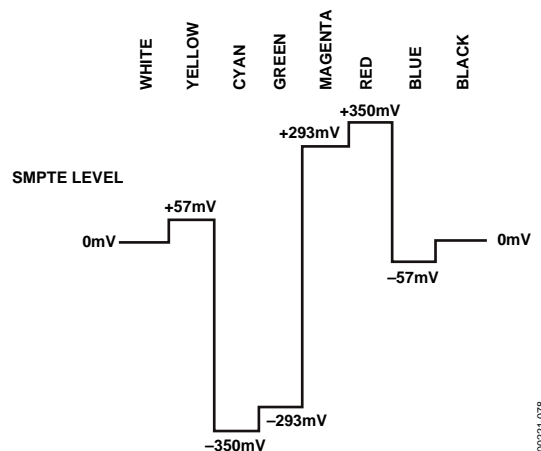 WHITE
YELLOW
CYAN
GREEN
MAGENTA
RED
BLUE
BLACK
+350mV
+293mV
SMPTE LEVEL
+57mV
0mV
0mV
–57mV
–293mV
–350mV